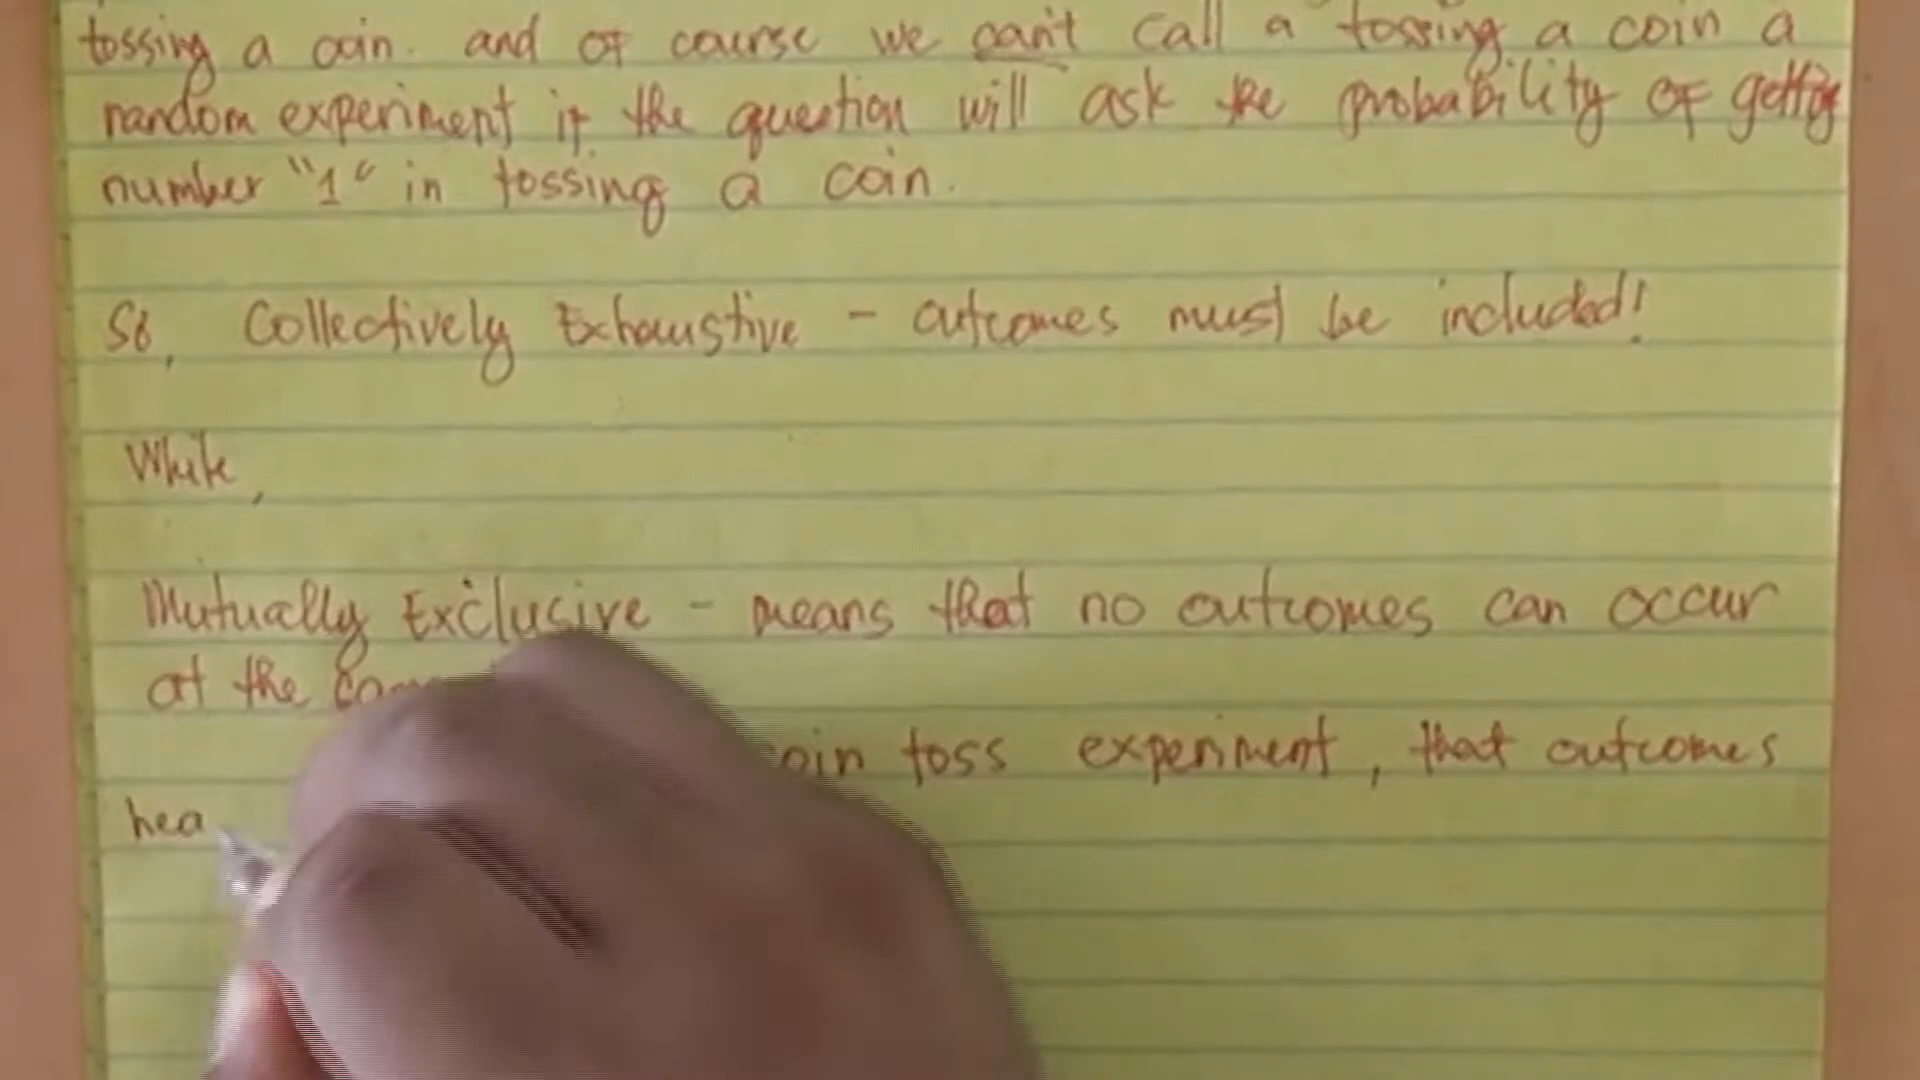 tossing a coin. and of course we can't call a tossing a coin a
random experiment if the question will ask the probability of getting
number "1" in tossing a coin.
So, Collectively Exhaustive - outcomes must be included!
While,
Mutually Exclusive - means that no outcomes can occur
at the
coin toss experiment, that outcomes
hea